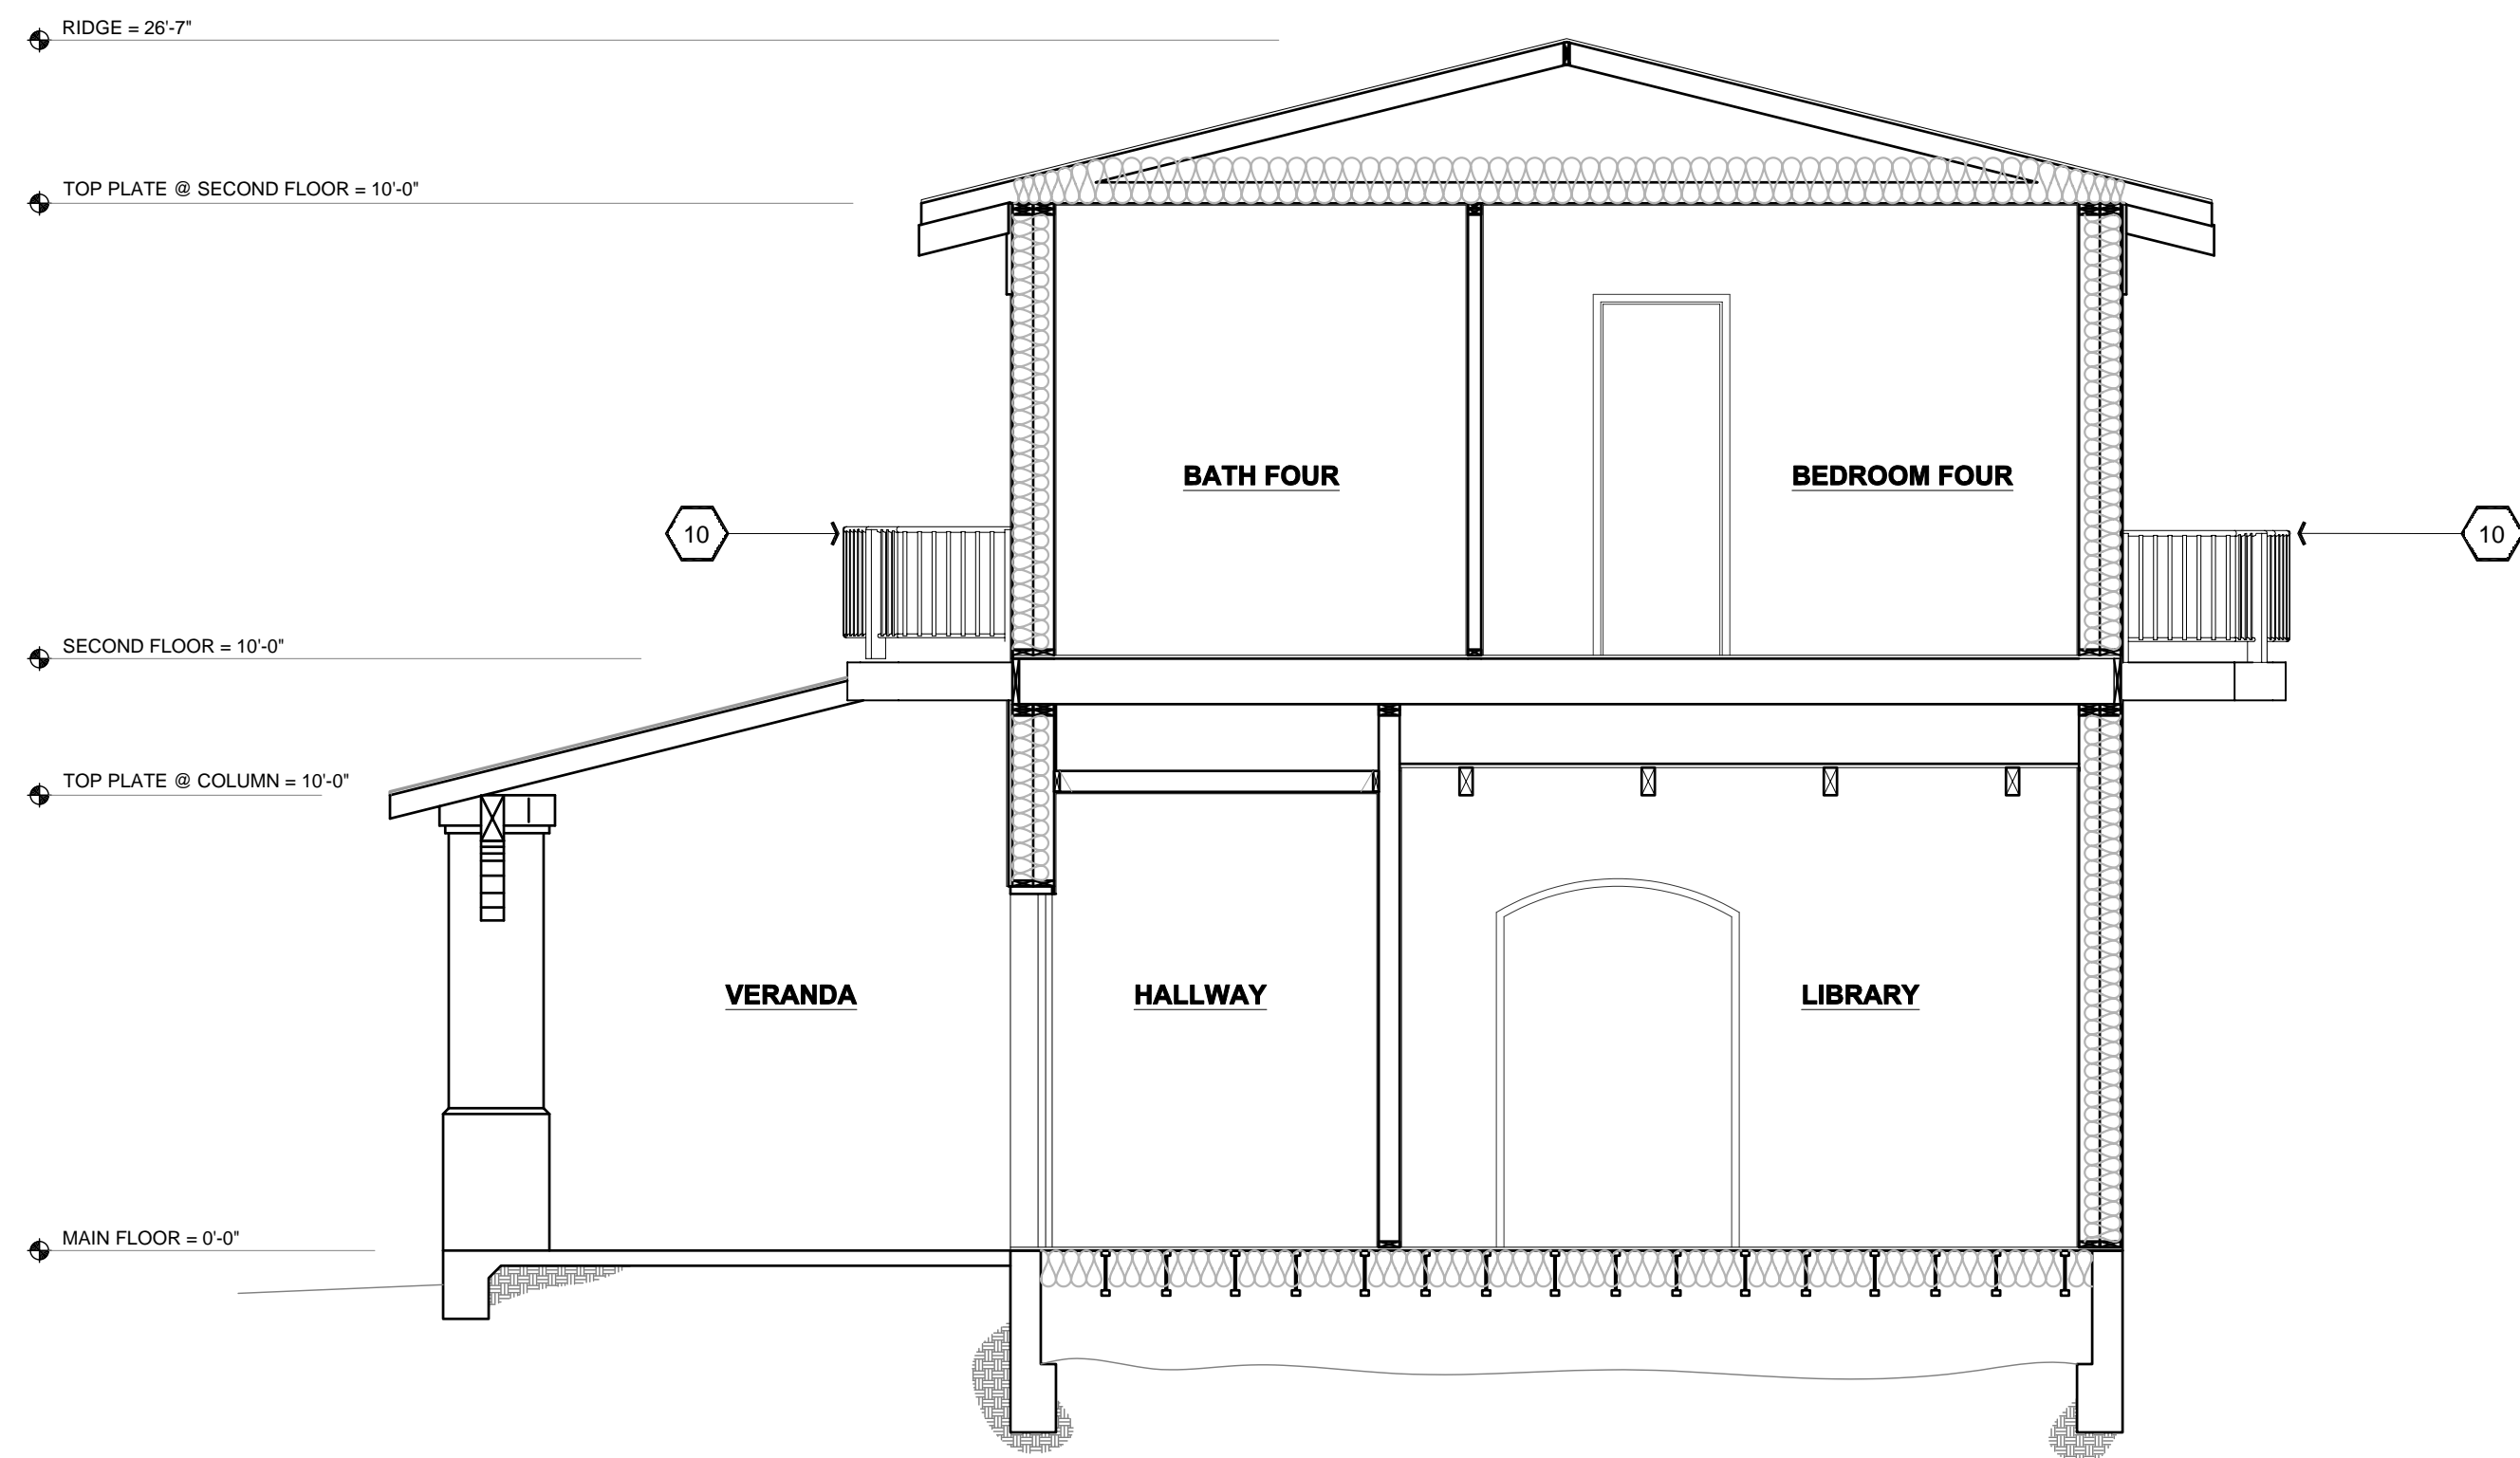 RIDGE = 26'-7"
TOP PLATE @ SECOND FLOOR = 10'-0"
BATH FOUR
BEDROOM FOUR
10
10
SECOND FLOOR = 10'-0"
TOP PLATE @ COLUMN = 10'-0"
VERANDA
HALLWAY
LIBRARY
MAIN FLOOR = 0'-0"